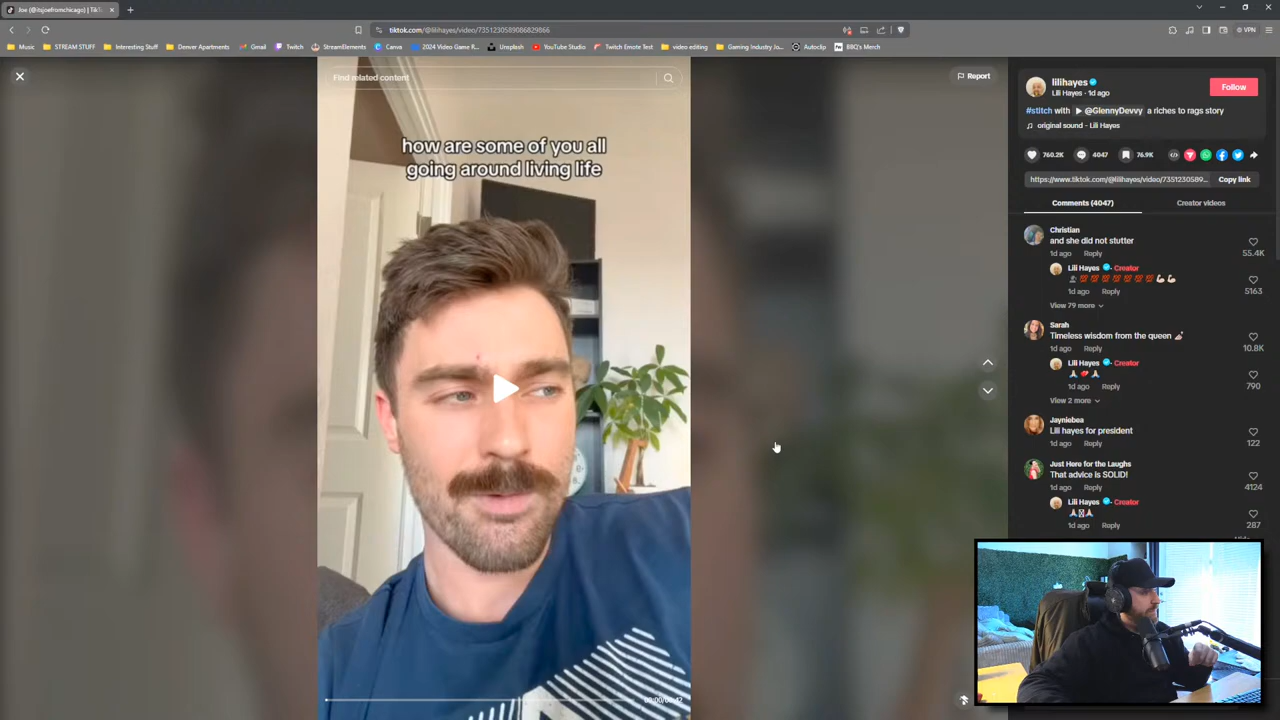 Joe (@itsjoefromchicago) | TikT
tiktok.com/@lilihayes/video/7351230589086829866
VPN
Music
STREAM STUFF
Interesting Stuff
Denver Apartments
Gmail
Twitch
StreamElements
Canva
2024 Video Game R...
Unsplash
YouTube Studio
Twitch Emote Test
video editing
Gaming Industry Jo...
Autoclip
BBQ's Merch
Find related content
how are some of you all
going around living life
00:00/00:42
Report
lilihayes
Lili Hayes · 1d ago
Follow
#stitch with @GlennyDevvy a riches to rags story
original sound - Lili Hayes
760.2K
4047
76.9K
https://www.tiktok.com/@lilihayes/video/7351230589...
Copy link
Comments (4047)
Creator videos
Christian
and she did not stutter
1d ago Reply
55.4K
Lili Hayes · Creator
1d ago Reply
5163
View 79 more
Sarah
Timeless wisdom from the queen
1d ago Reply
10.8K
Lili Hayes · Creator
1d ago Reply
790
View 2 more
Jayniebea
Lili hayes for president
1d ago Reply
122
Just Here for the Laughs
That advice is SOLID!
1d ago Reply
4124
Lili Hayes · Creator
1d ago Reply
287